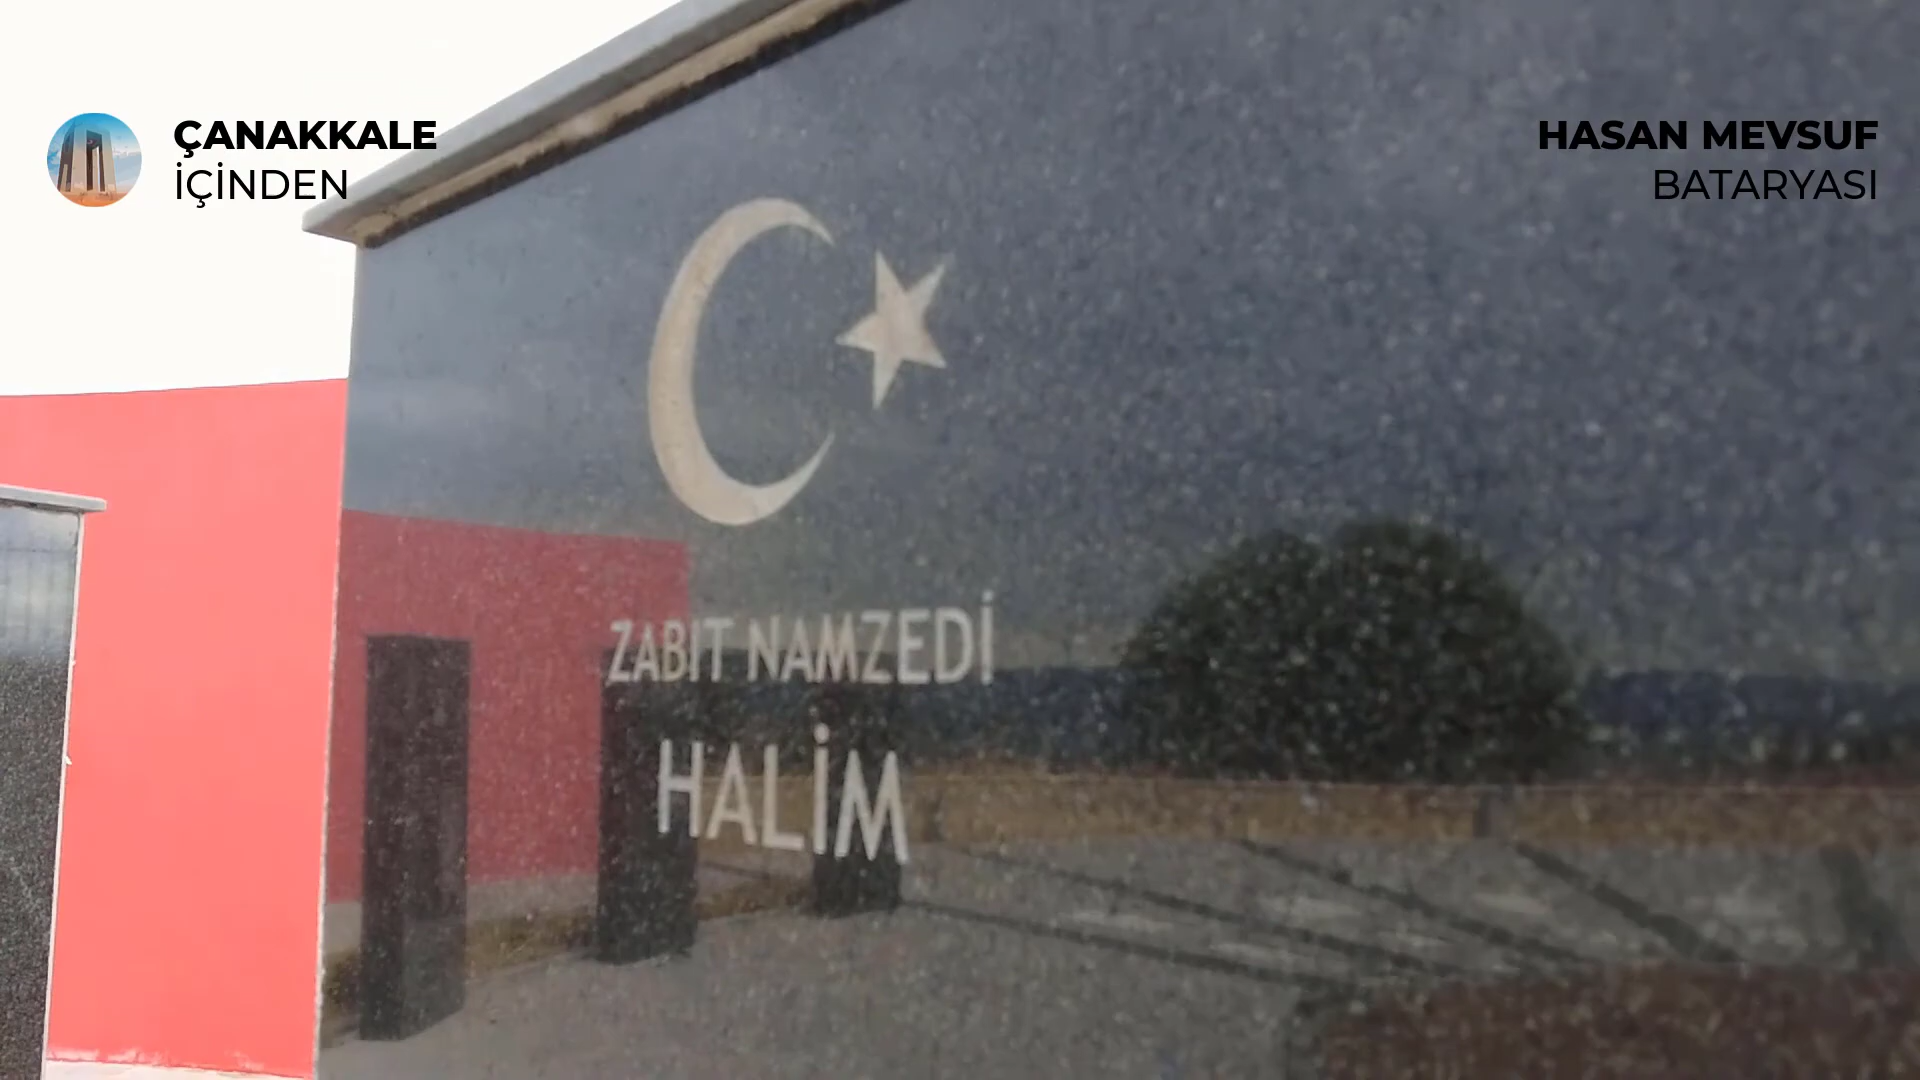 ÇANAKKALE
İÇİNDEN
HASAN MEVSUF
BATARYASI
ZABIT NAMZEDİ
HALİM